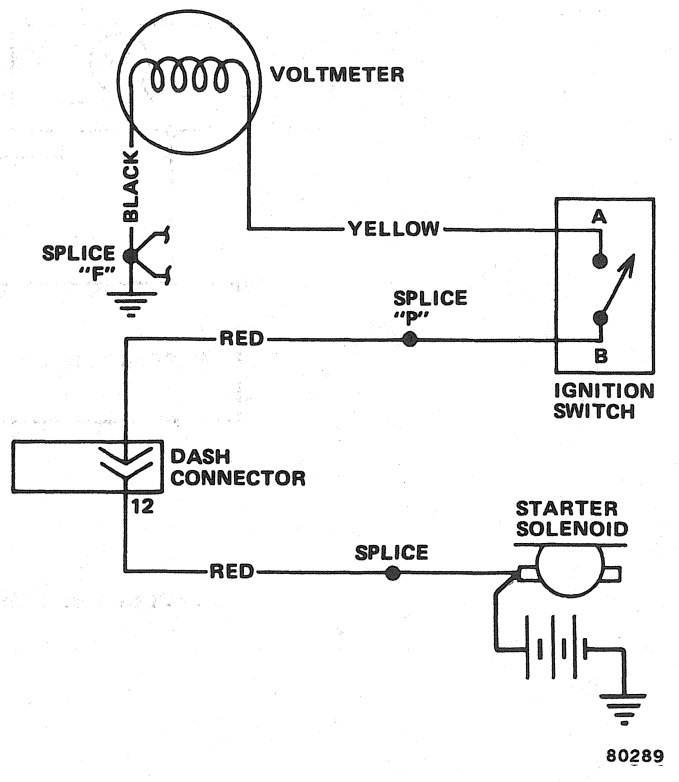 VOLTMETER
BLACK
SPLICE
"F"
YELLOW
A
SPLICE
"P"
RED
B
IGNITION
SWITCH
DASH
CONNECTOR
12
STARTER
SOLENOID
SPLICE
RED
80289